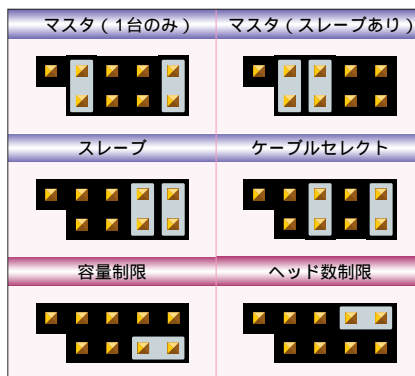 マスタ(1台のみ)
マスタ(スレーブあり)
スレーブ
ケーブルセレクト
容量制限
ヘッド数制限